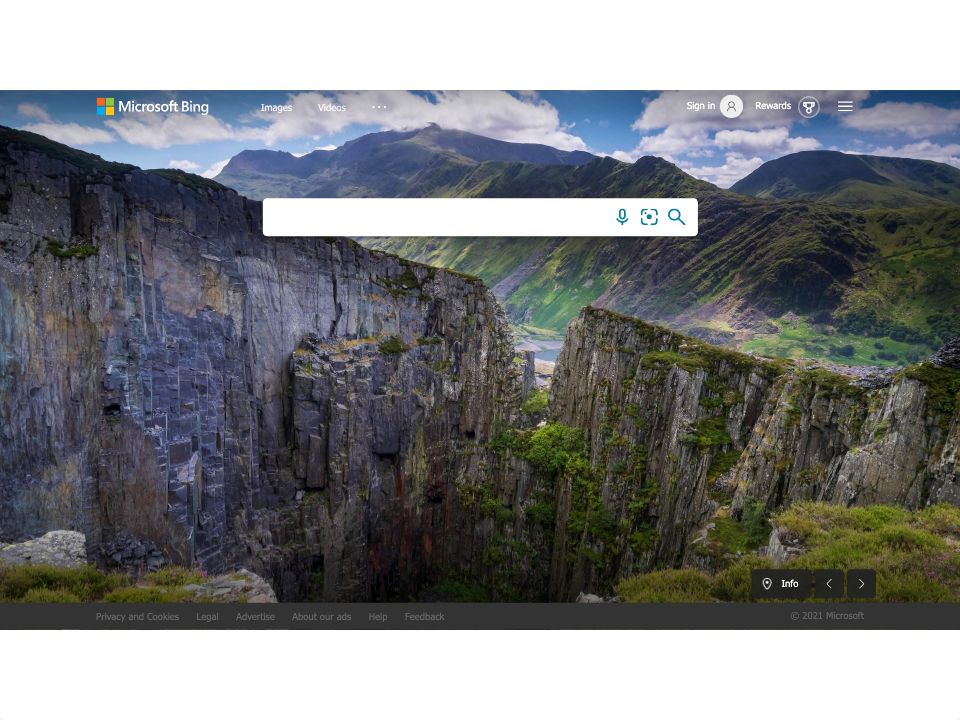 Microsoft Bing Images Videos ... Sign in Rewards
Info
Privacy and Cookies Legal Advertise About our ads Help Feedback © 2021 Microsoft